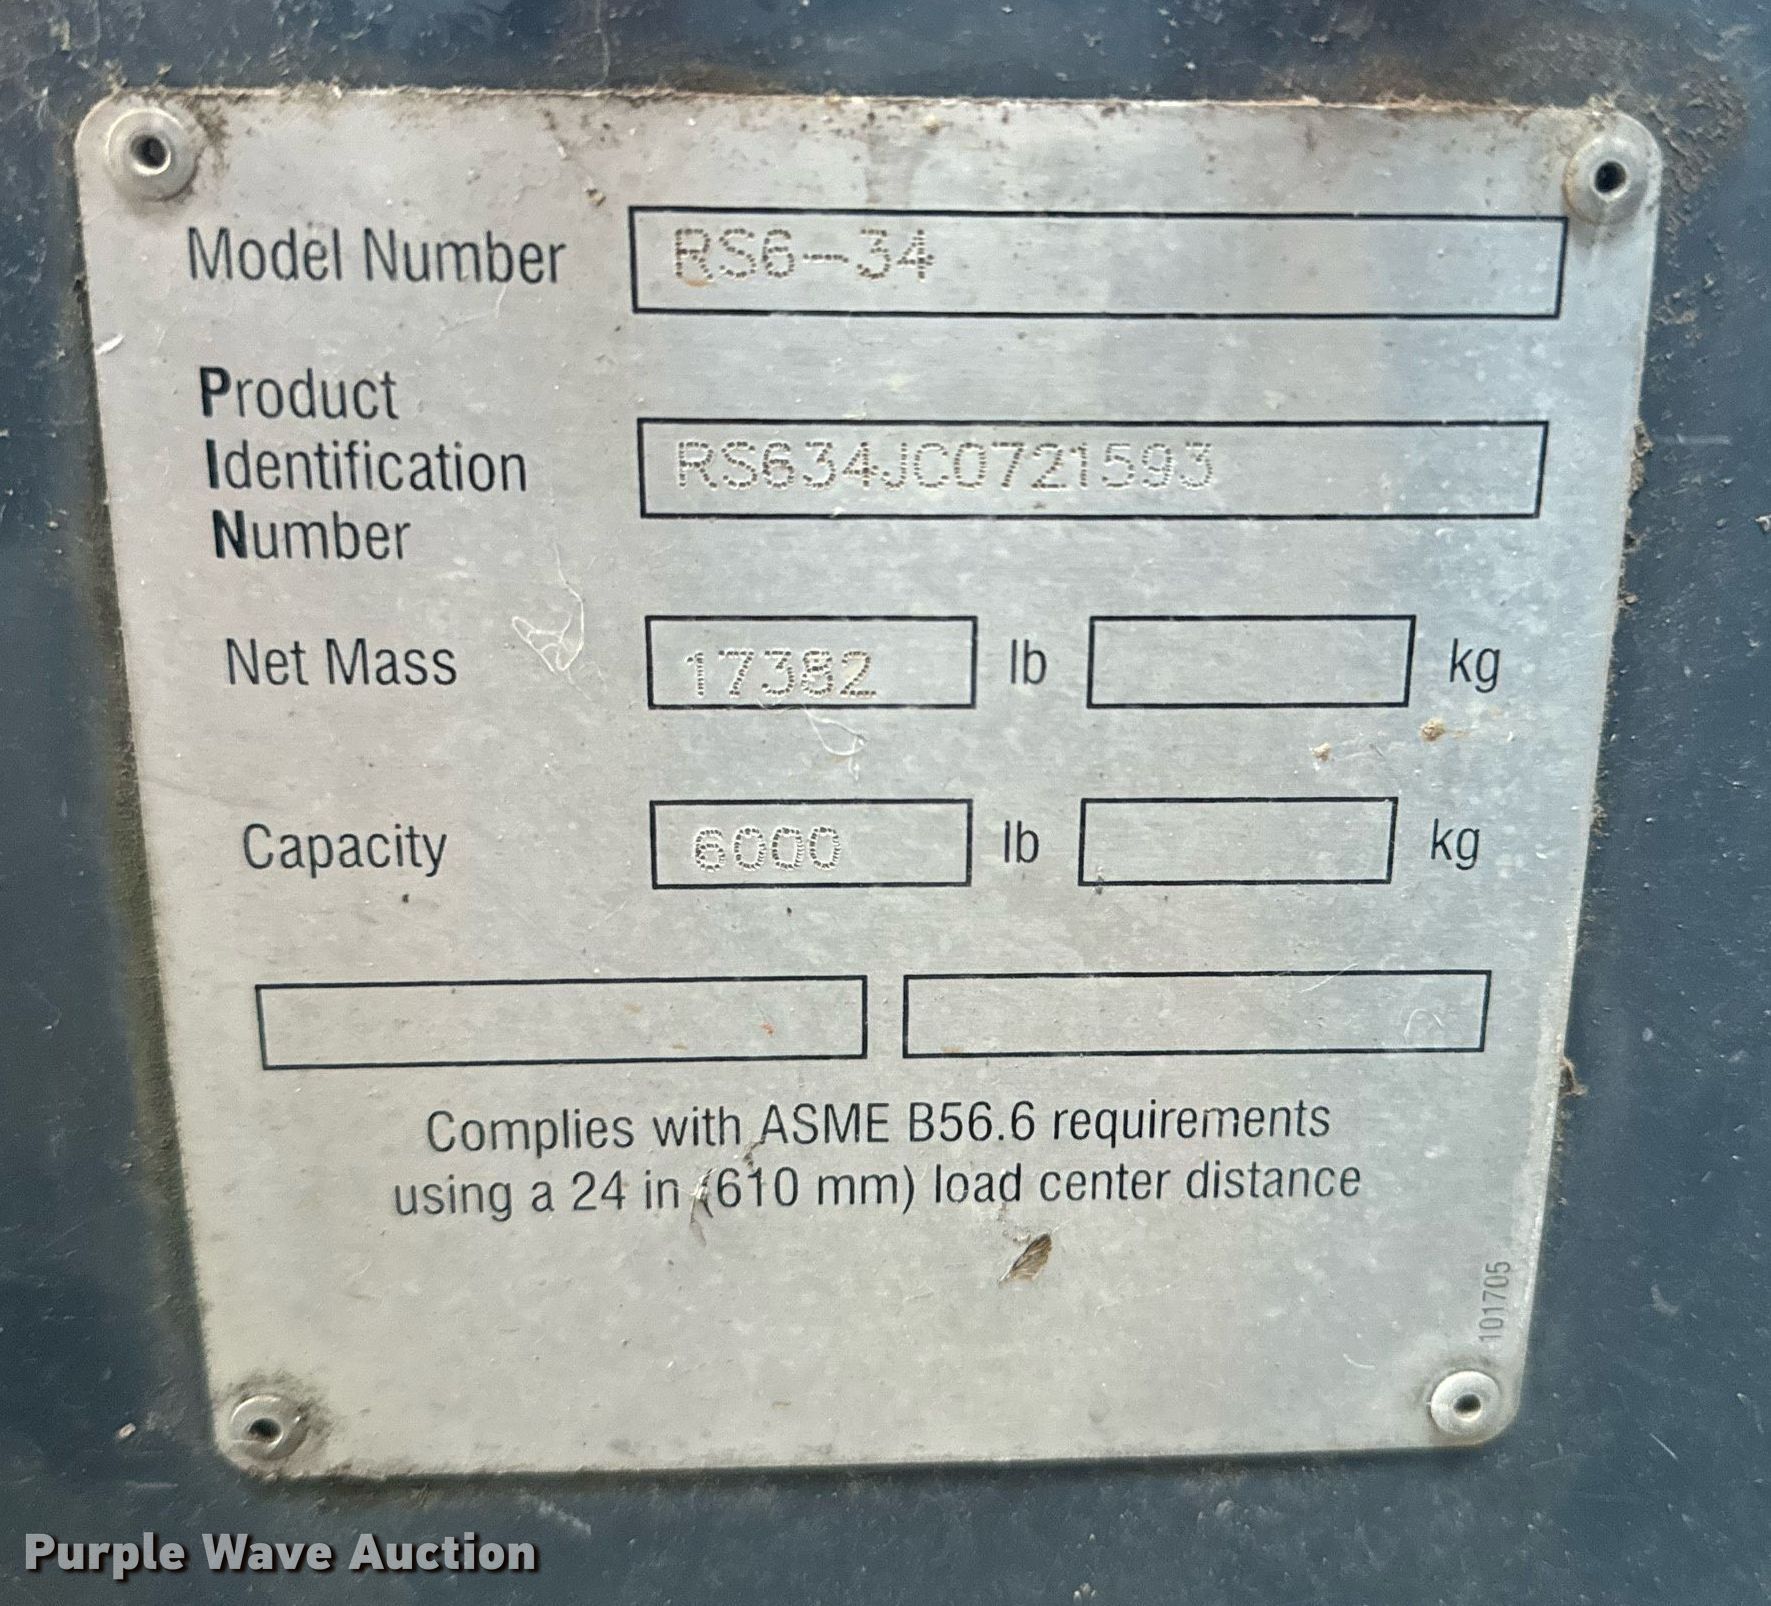 Model Number RS6-34
Product
Identification RS634JC0721593
Number
Net Mass 17382 lb kg
Capacity 6000 lb kg
Complies with ASME B56.6 requirements
using a 24 in (610 mm) load center distance
101705
Purple Wave Auction